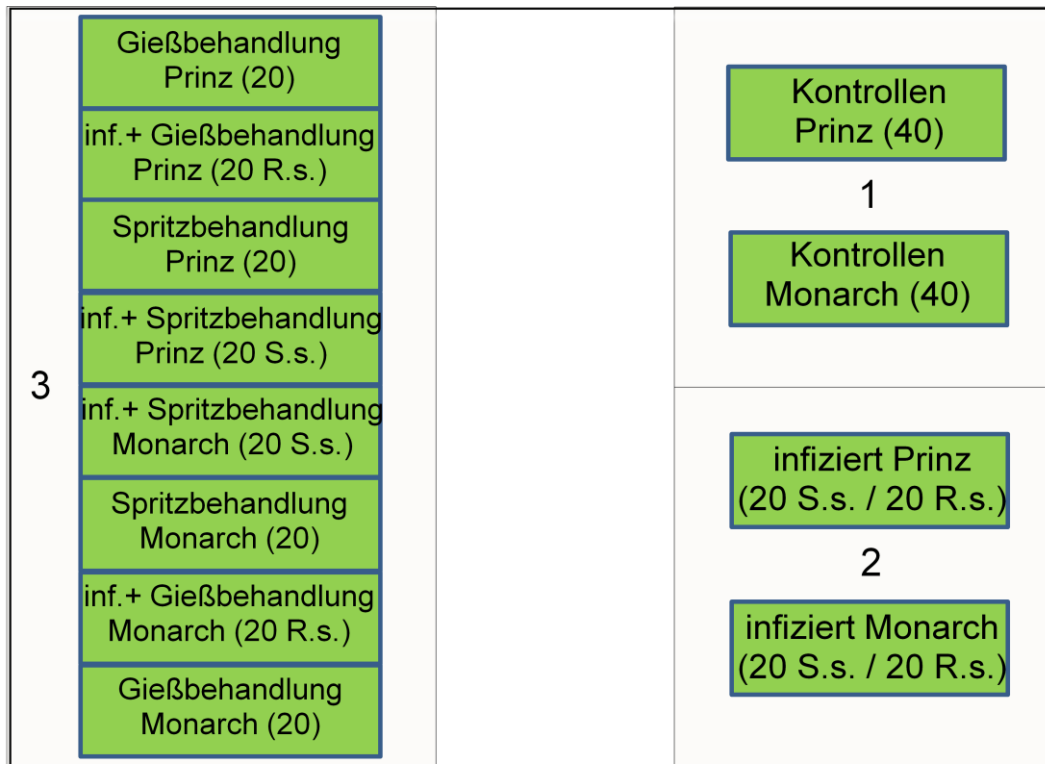 Gießbehandlung
Prinz (20)
inf.+ Gießbehandlung
Prinz (20 R.s.)
Spritzbehandlung
Prinz (20)
inf.+ Spritzbehandlung
Prinz (20 S.s.)
3
inf.+ Spritzbehandlung
Monarch (20 S.s.)
Spritzbehandlung
Monarch (20)
inf.+ Gießbehandlung
Monarch (20 R.s.)
Gießbehandlung
Monarch (20)
Kontrollen
Prinz (40)
1
Kontrollen
Monarch (40)
infiziert Prinz
(20 S.s. / 20 R.s.)
2
infiziert Monarch
(20 S.s. / 20 R.s.)